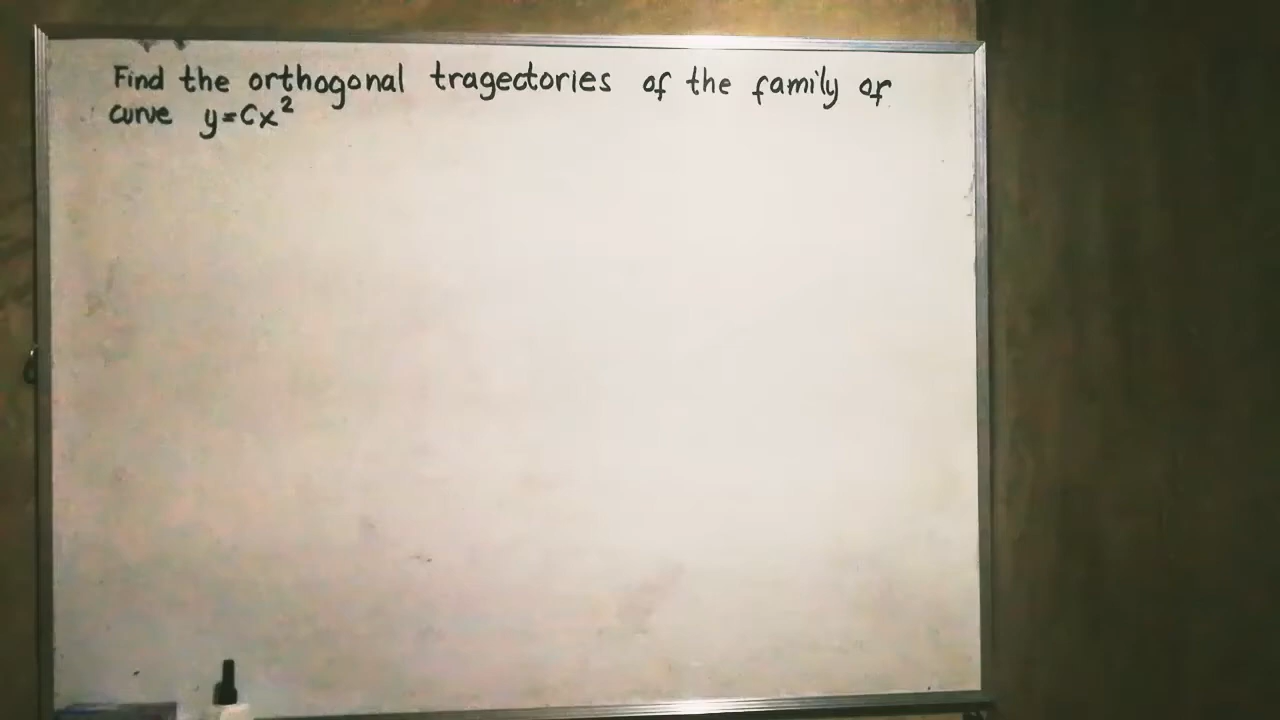 Find the orthogonal tragectories of the family of
curve y=Cx²